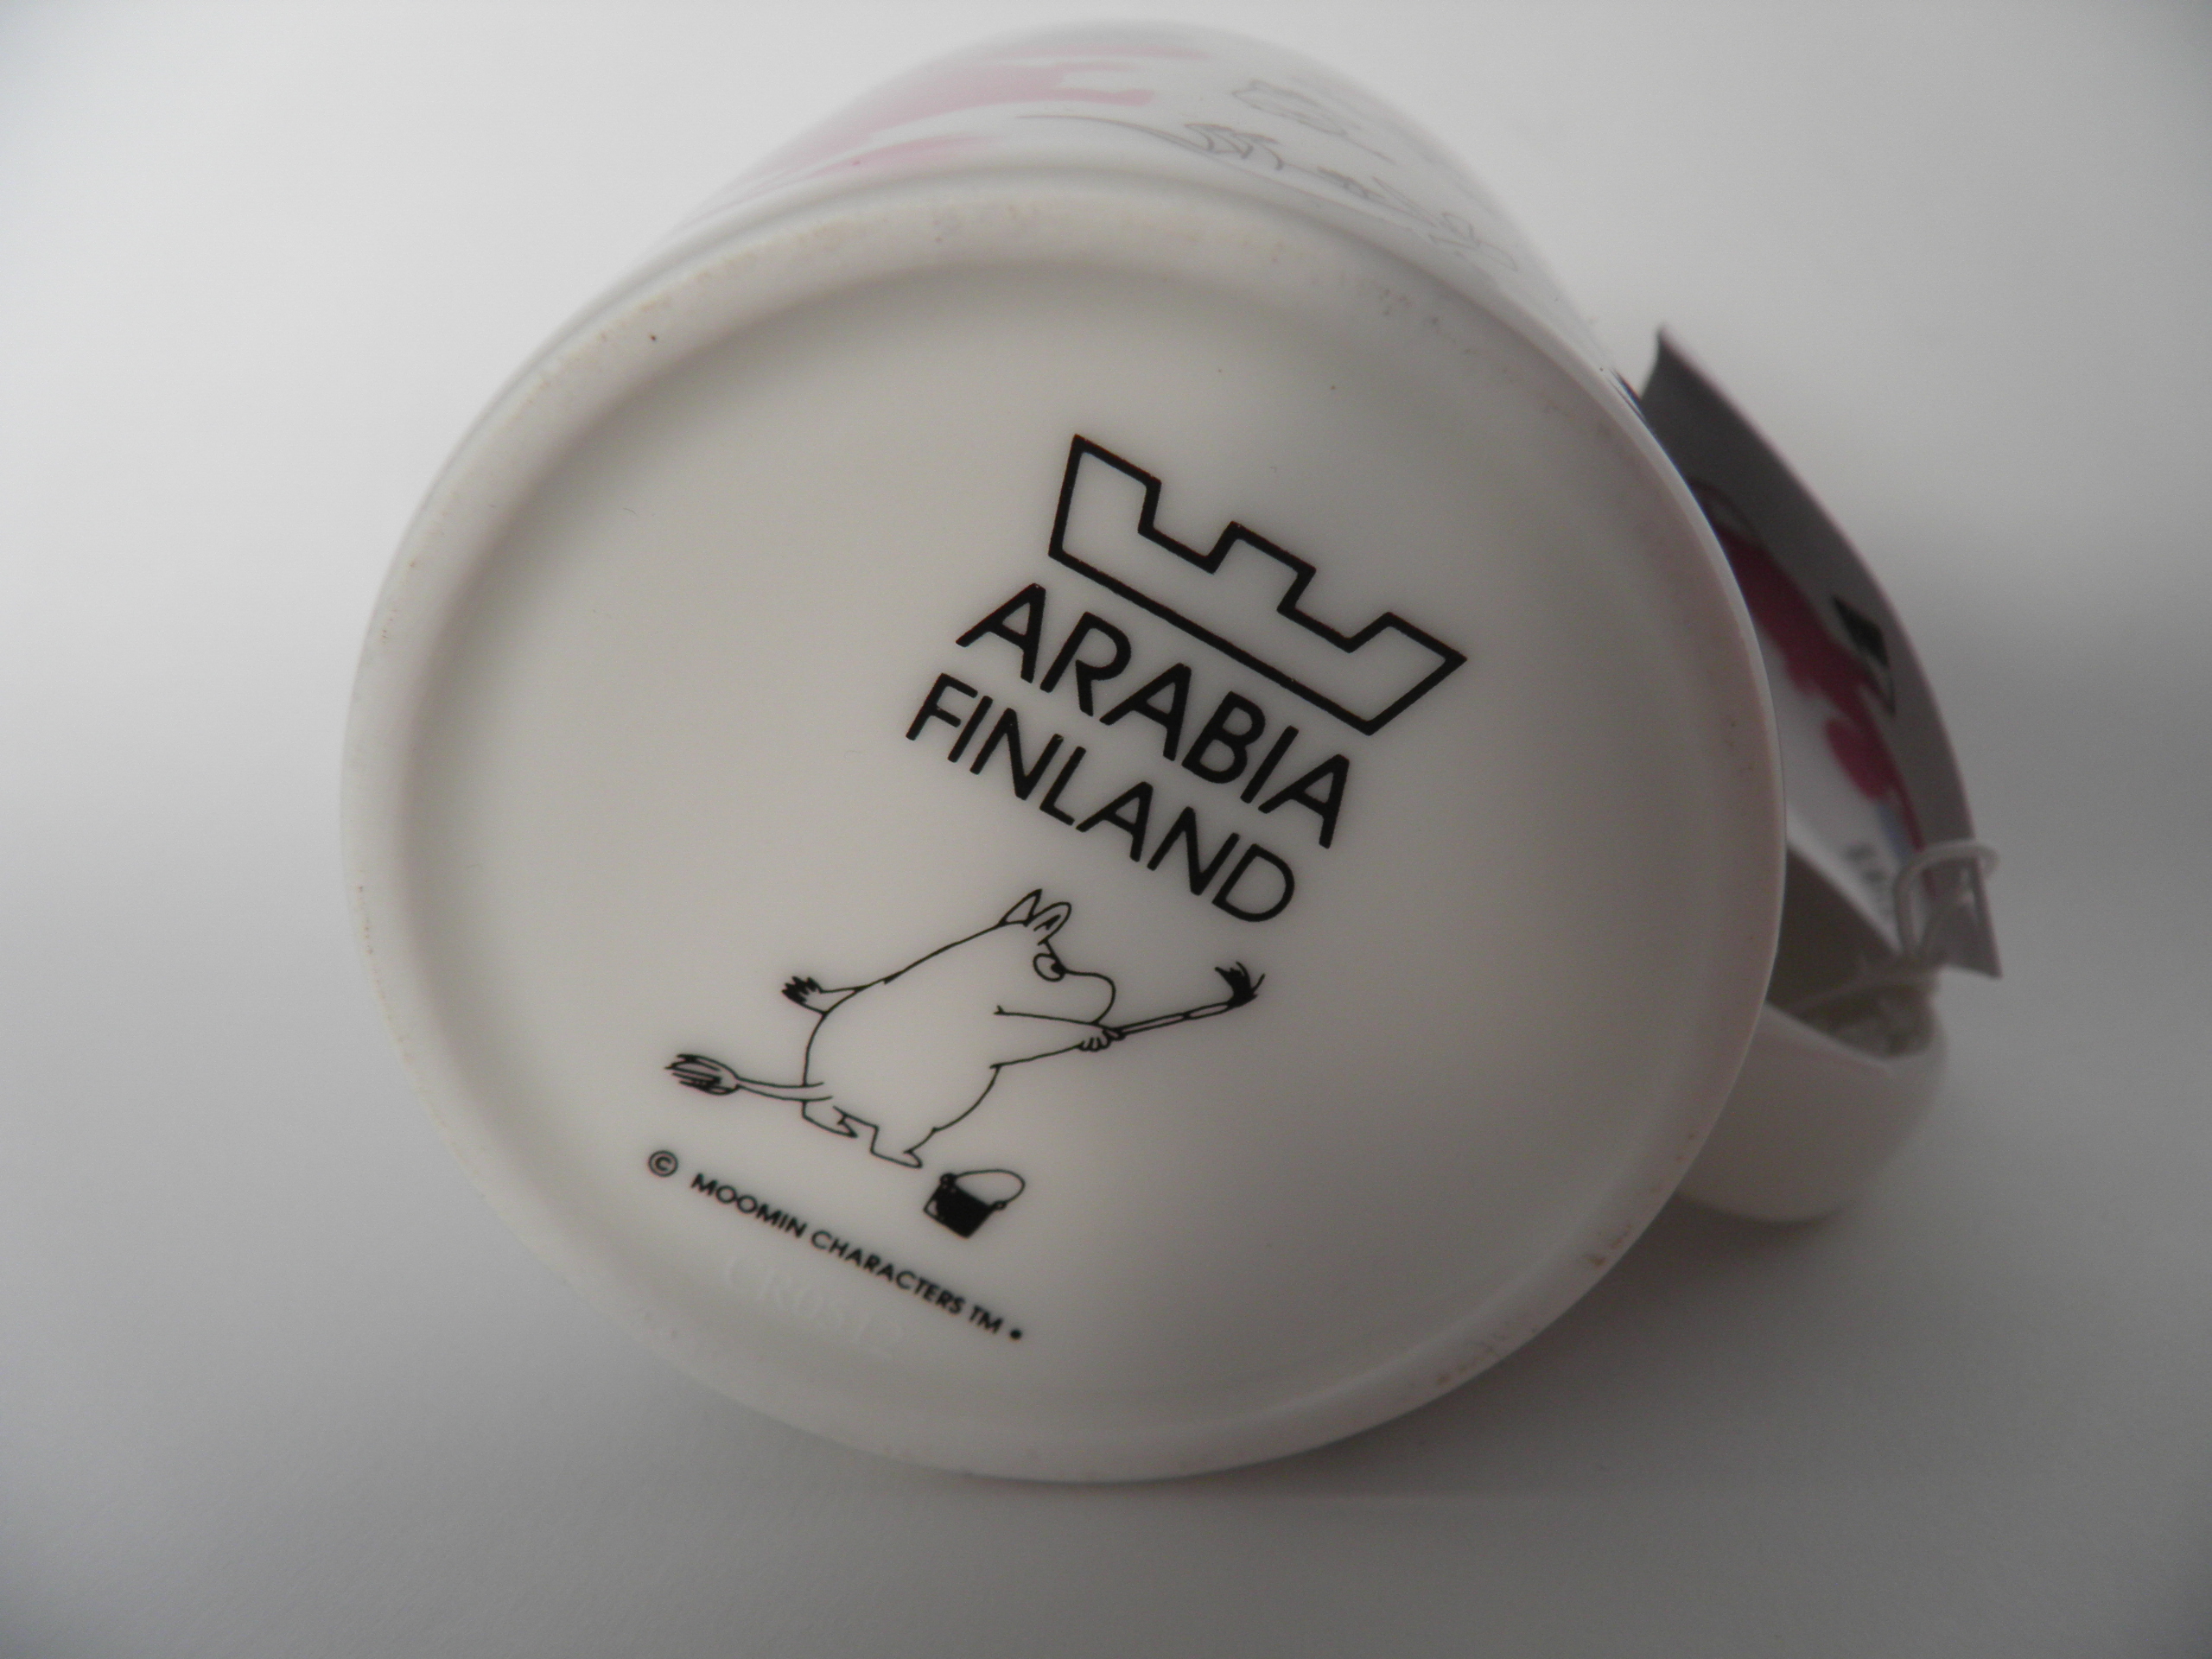 ARABIA
FINLAND
© MOOMIN CHARACTERS TM